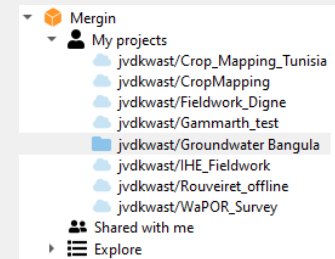 Mergin
My projects
jvdkwast/Crop_Mapping_Tunisia
jvdkwast/CropMapping
jvdkwast/Fieldwork_Digne
jvdkwast/Gammarth_test
jvdkwast/Groundwater Bangula
jvdkwast/IHE_Fieldwork
jvdkwast/Rouveiret_offline
jvdkwast/WaPOR_Survey
Shared with me
Explore